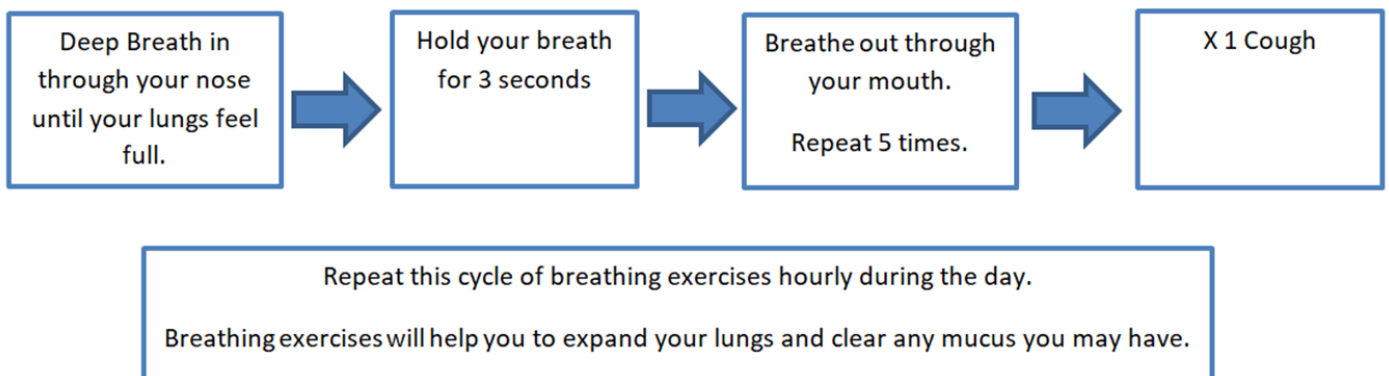 Deep Breath in
through your nose
until your lungs feel
full.
Hold your breath
for 3 seconds
Breathe out through
your mouth.
Repeat 5 times.
X 1 Cough
Repeat this cycle of breathing exercises hourly during the day.
Breathing exercises will help you to expand your lungs and clear any mucus you may have.